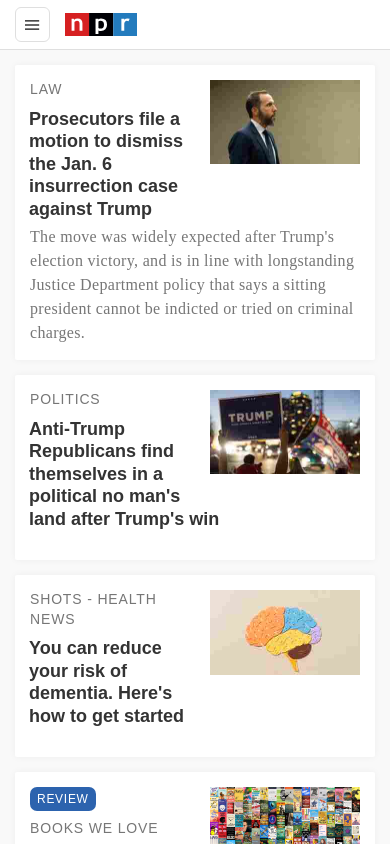 npr
LAW
Prosecutors file a
motion to dismiss
the Jan. 6
insurrection case
against Trump
The move was widely expected after Trump's
election victory, and is in line with longstanding
Justice Department policy that says a sitting
president cannot be indicted or tried on criminal
charges.
POLITICS
Anti-Trump
Republicans find
themselves in a
political no man's
land after Trump's win
TRUMP
SHOTS - HEALTH
NEWS
You can reduce
your risk of
dementia. Here's
how to get started
REVIEW
BOOKS WE LOVE